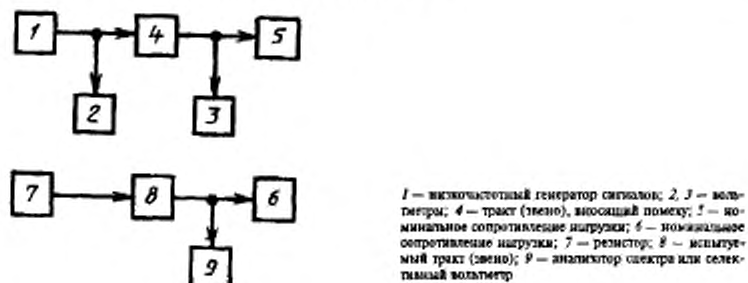 1 4 5
2 3
7 8 6
9
1 — низкочастотный генератор сигналов; 2, 3 — воль-
тметры; 4 — тракт (звено), вносящий помеху; 5 — но-
минальное сопротивление нагрузки; 6 — номинальное
сопротивление нагрузки; 7 — резистор; 8 — испытуе-
мый тракт (звено); 9 — анализатор спектра или селек-
тивный вольтметр